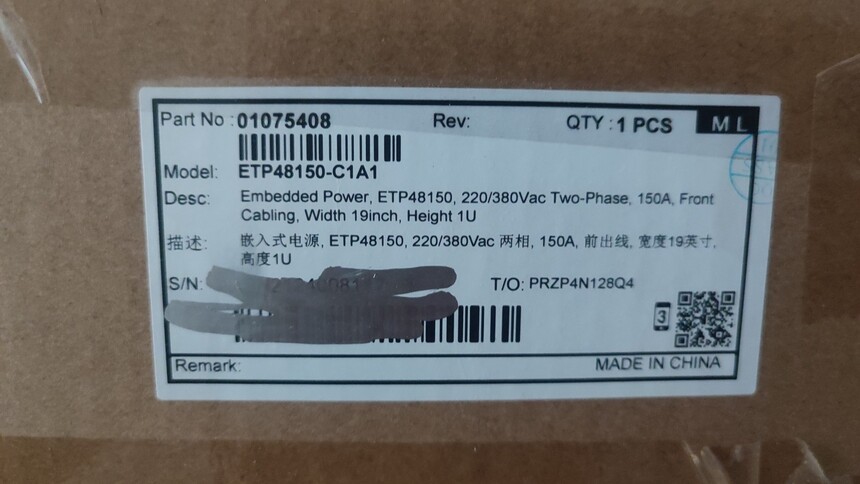 Part No : 01075408 Rev: QTY : 1 PCS M L
Model: ETP48150-C1A1
Desc: Embedded Power, ETP48150, 220/380Vac Two-Phase, 150A, Front
Cabling, Width 19inch, Height 1U
描述: 嵌入式电源, ETP48150, 220/380Vac 两相, 150A, 前出线, 宽度19英寸,
高度1U
S/N: T/O: PRZP4N128Q4
Remark: MADE IN CHINA